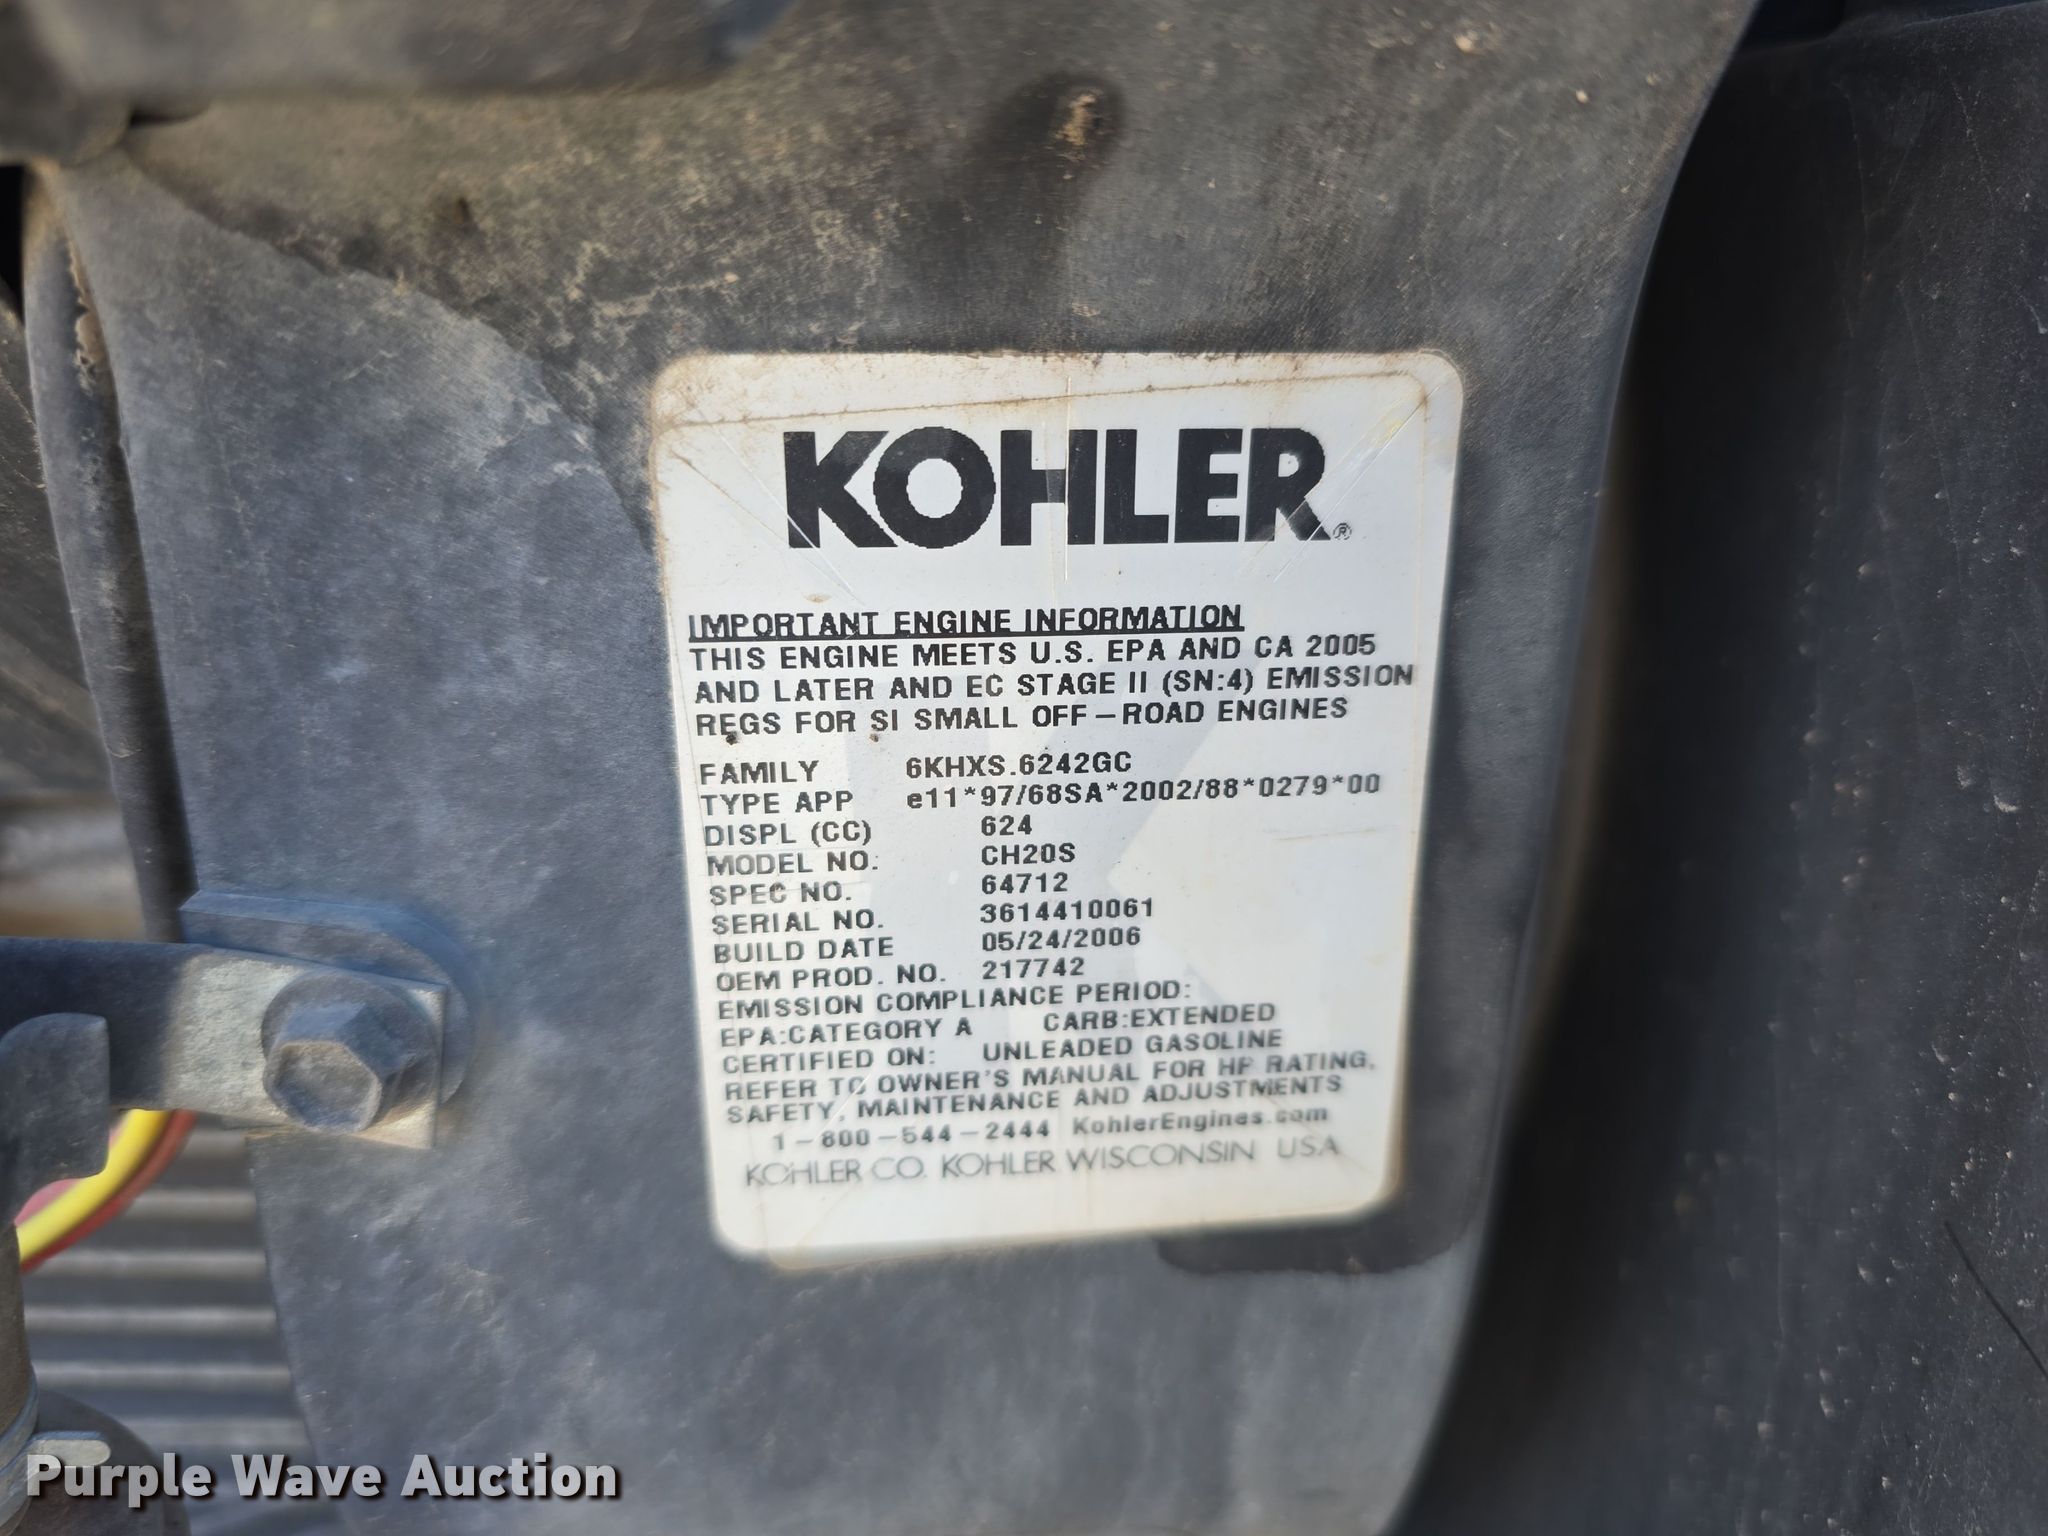 KOHLER®
IMPORTANT ENGINE INFORMATION
THIS ENGINE MEETS U.S. EPA AND CA 2005
AND LATER AND EC STAGE II (SN:4) EMISSION
REGS FOR SI SMALL OFF-ROAD ENGINES
FAMILY 6KHXS.6242GC
TYPE APP e11*97/68SA*2002/88*0279*00
DISPL (CC) 624
MODEL NO. CH20S
SPEC NO. 64712
SERIAL NO. 3614410061
BUILD DATE 05/24/2006
OEM PROD. NO. 217742
EMISSION COMPLIANCE PERIOD:
EPA:CATEGORY A CARB:EXTENDED
CERTIFIED ON: UNLEADED GASOLINE
REFER TO OWNER'S MANUAL FOR HP RATING,
SAFETY, MAINTENANCE AND ADJUSTMENTS
1-800-544-2444 KohlerEngines.com
KOHLER CO. KOHLER WISCONSIN USA
Purple Wave Auction